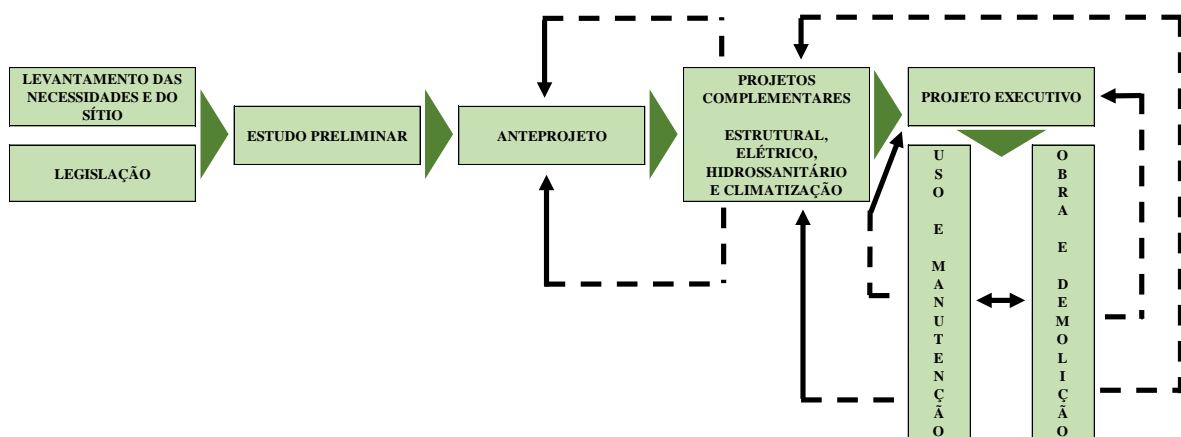 LEVANTAMENTO DAS
NECESSIDADES E DO
SÍTIO
LEGISLAÇÃO
ESTUDO PRELIMINAR
ANTEPROJETO
PROJETOS
COMPLEMENTARES
ESTRUTURAL,
ELÉTRICO,
HIDROSSANITÁRIO
E CLIMATIZAÇÃO
PROJETO EXECUTIVO
USO E MANUTENÇÃO
OBRA E DEMOLIÇÃO